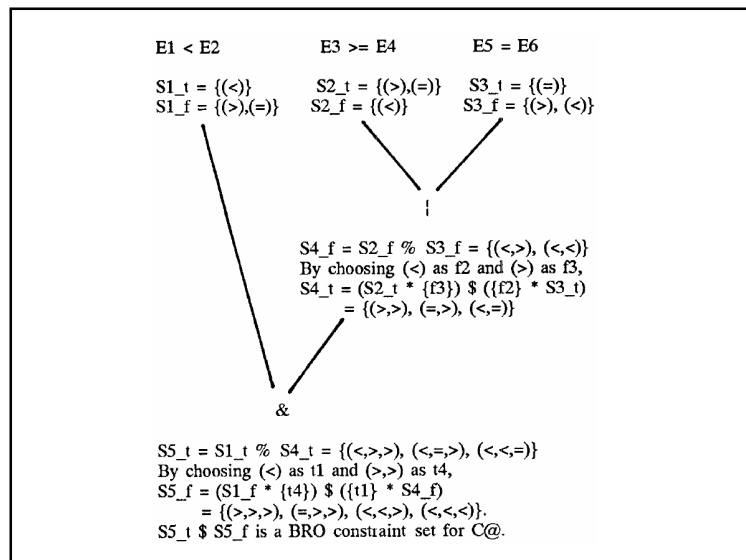 E1 < E2 E3 >= E4 E5 = E6
S1_t = {(<)} S2_t = {(>),(=)} S3_t = {(=)}
S1_f = {(>),(=)} S2_f = {(<)} S3_f = {(>), (<)}
¦
S4_f = S2_f % S3_f = {(<,>), (<,<)}
By choosing (<) as f2 and (>) as f3,
S4_t = (S2_t * {f3}) $ ({f2} * S3_t)
= {(>,>), (=,>), (<,=)}
&
S5_t = S1_t % S4_t = {(<,>,>), (<,=,>), (<,<,=)}
By choosing (<) as t1 and (>,>) as t4,
S5_f = (S1_f * {t4}) $ ({t1} * S4_f)
= {(>,>,>), (=,>,>), (<,<,>), (<,<,<)}.
S5_t $ S5_f is a BRO constraint set for C@.